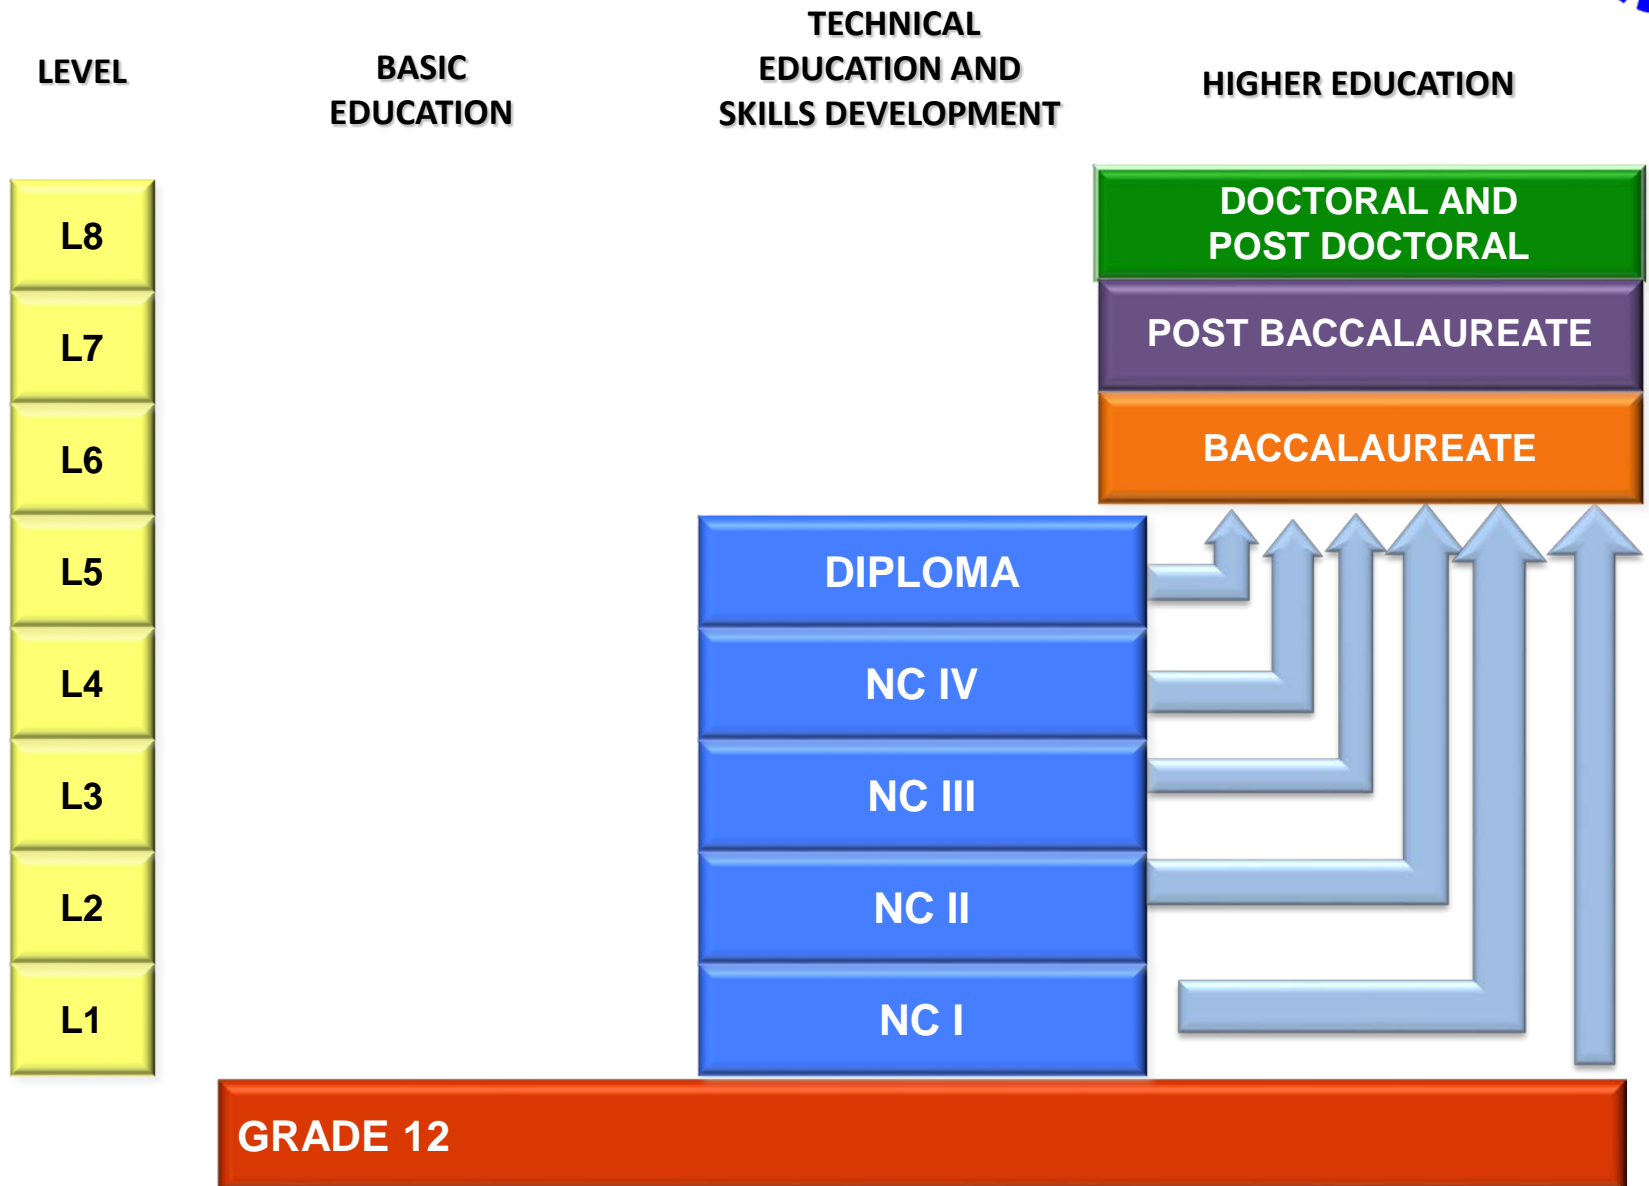 LEVEL
BASIC
EDUCATION
TECHNICAL
EDUCATION AND
SKILLS DEVELOPMENT
HIGHER EDUCATION
L8
DOCTORAL AND
POST DOCTORAL
L7
POST BACCALAUREATE
L6
BACCALAUREATE
L5
DIPLOMA
L4
NC IV
L3
NC III
L2
NC II
L1
NC I
GRADE 12